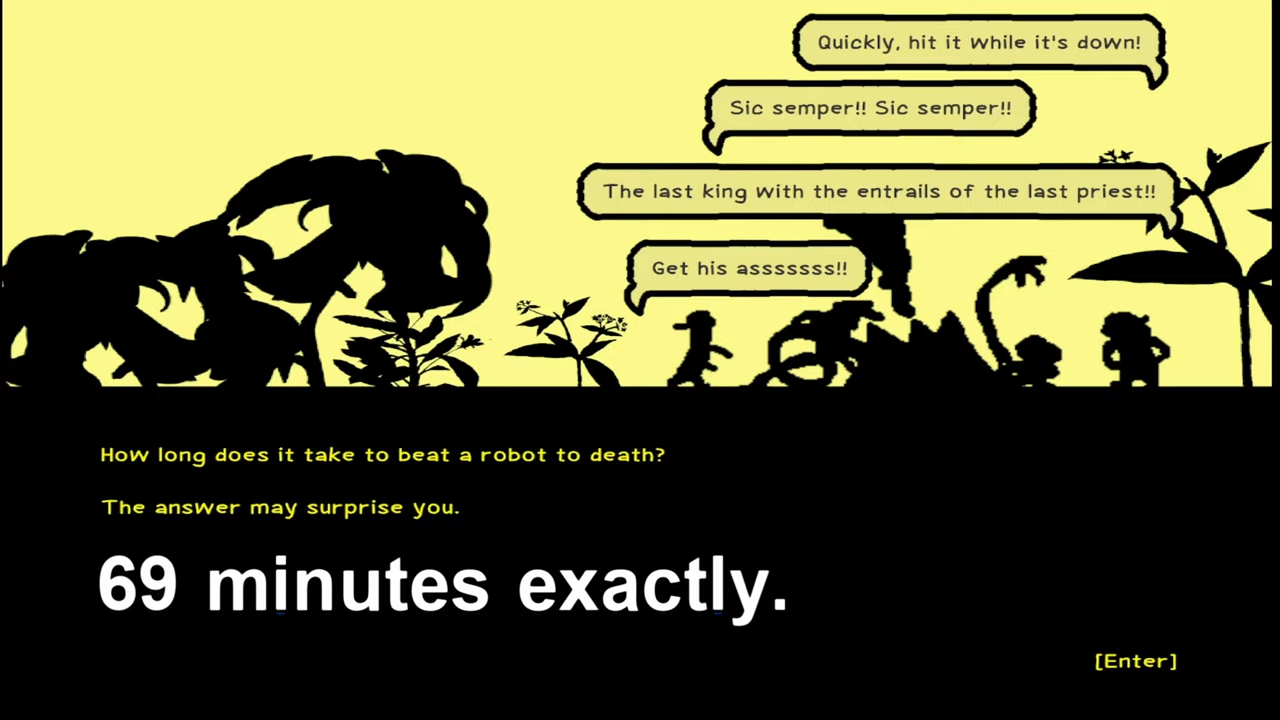 Quickly, hit it while it's down!
Sic semper!! Sic semper!!
The last king with the entrails of the last priest!!
Get his asssssss!!
How long does it take to beat a robot to death?
The answer may surprise you.
69 minutes exactly.
[Enter]